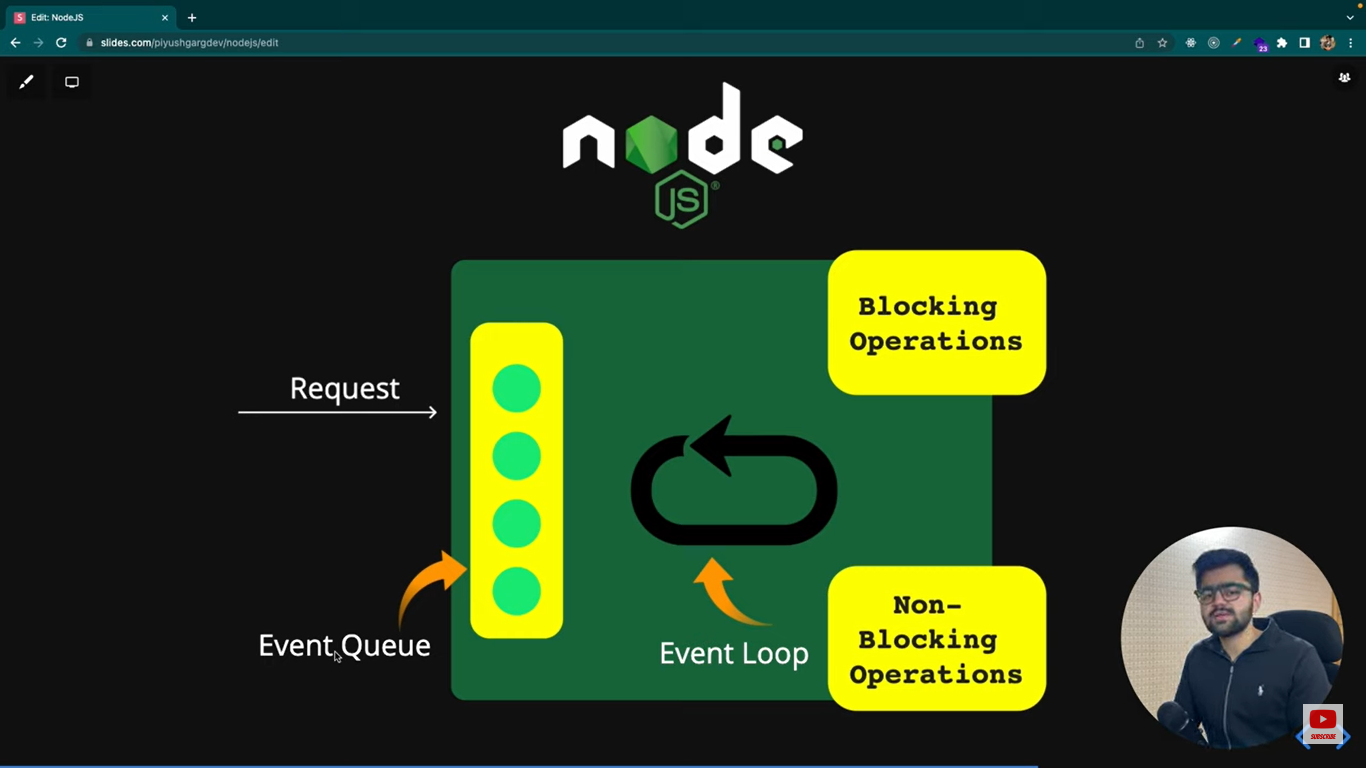 Edit: NodeJS
slides.com/piyushgargdev/nodejs/edit
23
node
JS
®
Blocking
Operations
Request
Event Queue
Event Loop
Non-
Blocking
Operations
SUBSCRIBE